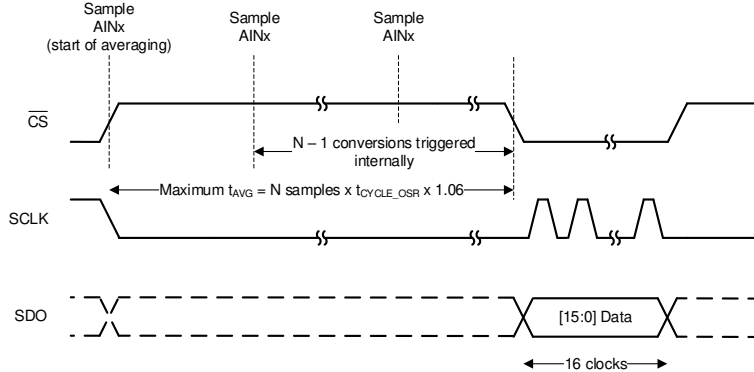 Sample
AINx
(start of averaging)
Sample
AINx
Sample
AINx
CS
N – 1 conversions triggered
internally
Maximum tAVG = N samples x tCYCLE_OSR x 1.06
SCLK
SDO
[15:0] Data
16 clocks